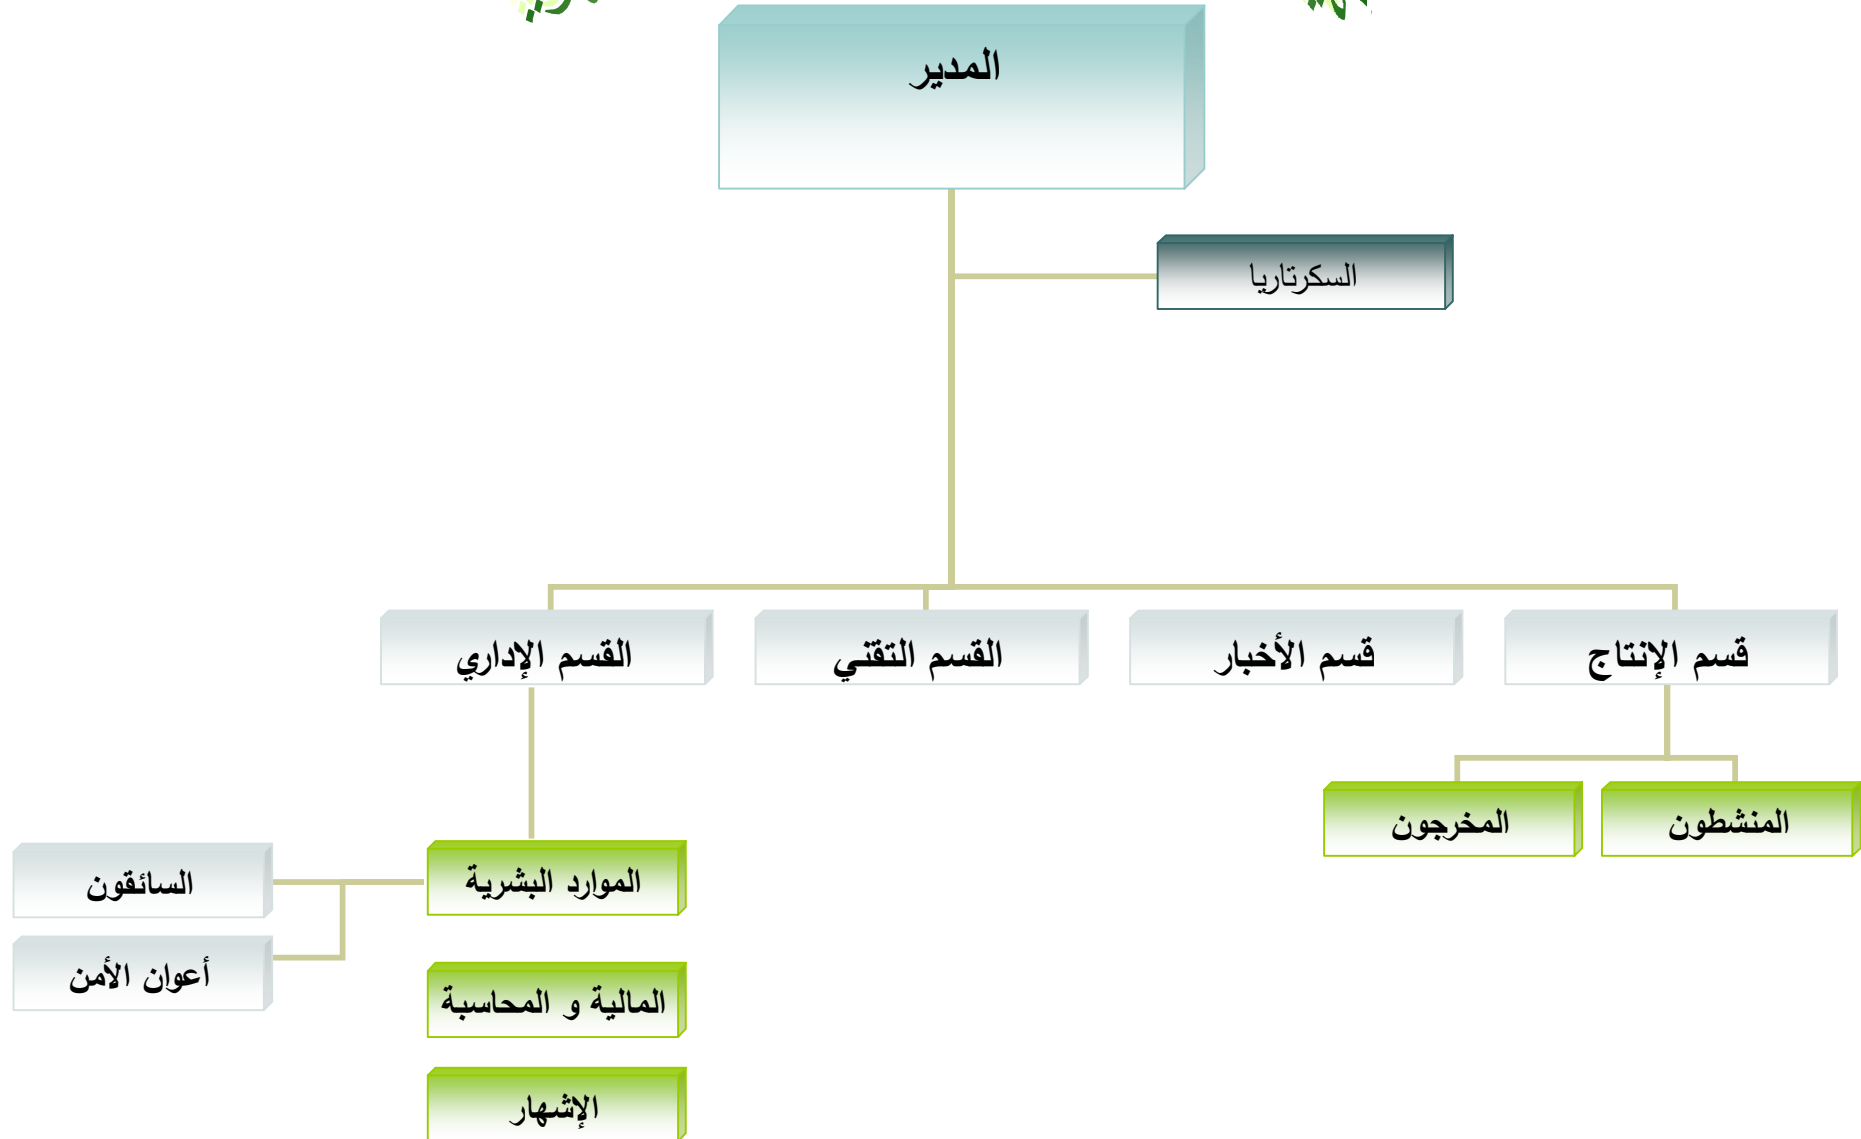 المدير
السكرتاريا
قسم الإنتاج
قسم الأخبار
القسم التقني
القسم الإداري
المنشطون
المخرجون
الموارد البشرية
السائقون
أعوان الأمن
المالية و المحاسبة
الإشهار